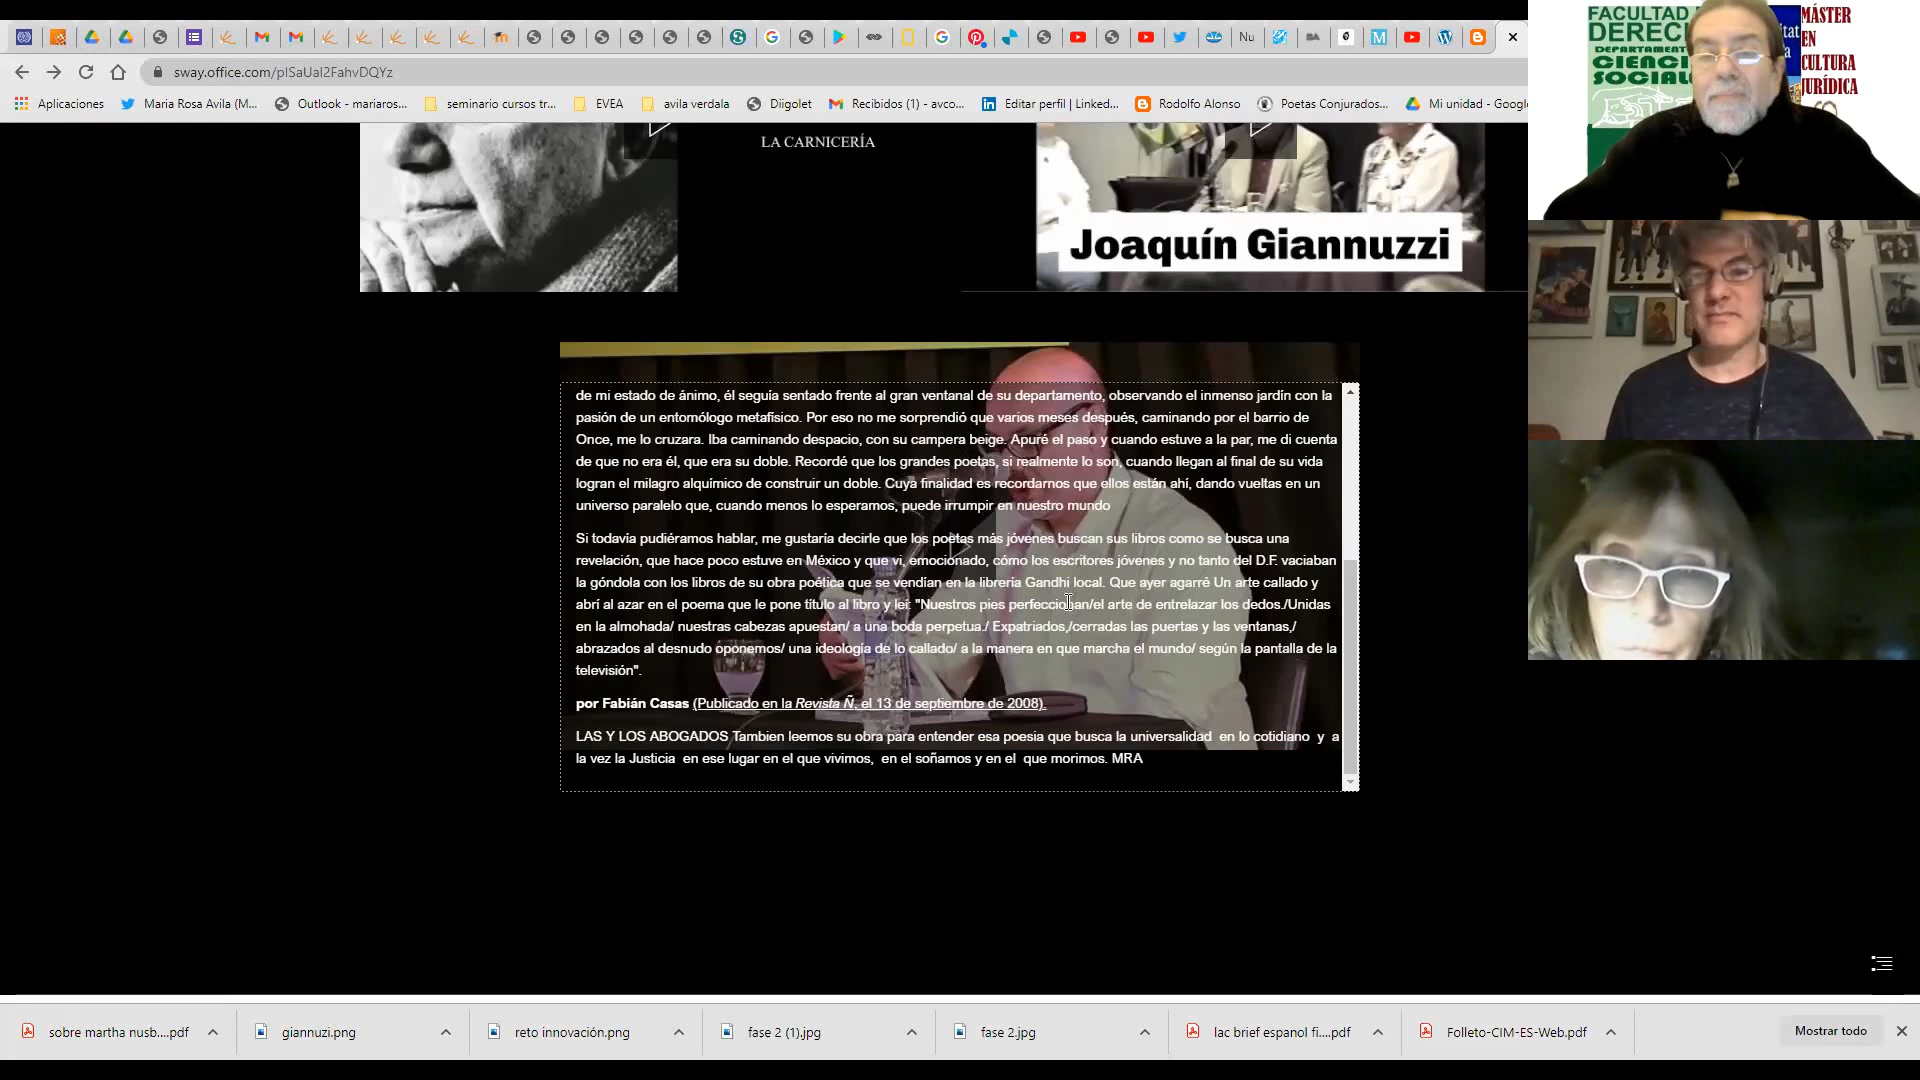 sway.office.com/pISaUal2FahvDQYz
Nu
Aplicaciones
Maria Rosa Avila (M...
Outlook - mariaros...
seminario cursos tr...
EVEA
avila verdala
Diigolet
Recibidos (1) - avco...
Editar perfil | Linked...
Rodolfo Alonso
Poetas Conjurados...
Mi unidad - Google
LA CARNICERÍA
Joaquín Giannuzzi
de mi estado de ánimo, él seguía sentado frente al gran ventanal de su departamento, observando el inmenso jardín con la
pasión de un entomólogo metafísico. Por eso no me sorprendió que varios meses después, caminando por el barrio de
Once, me lo cruzara. Iba caminando despacio, con su campera beige. Apuré el paso y cuando estuve a la par, me di cuenta
de que no era él, que era su doble. Recordé que los grandes poetas, si realmente lo son, cuando llegan al final de su vida
logran el milagro alquímico de construir un doble. Cuya finalidad es recordarnos que ellos están ahí, dando vueltas en un
universo paralelo que, cuando menos lo esperamos, puede irrumpir en nuestro mundo
Si todavía pudiéramos hablar, me gustaría decirle que los poetas más jóvenes buscan sus libros como se busca una
revelación, que hace poco estuve en México y que vi, emocionado, cómo los escritores jóvenes y no tanto del D.F. vaciaban
la góndola con los libros de su obra poética que se vendían en la librería Gandhi local. Que ayer agarré Un arte callado y
abrí al azar en el poema que le pone título al libro y leí: "Nuestros pies perfeccionan/el arte de entrelazar los dedos./Unidas
en la almohada/ nuestras cabezas apuestan/ a una boda perpetua./ Expatriados,/cerradas las puertas y las ventanas,/
abrazados al desnudo oponemos/ una ideología de lo callado/ a la manera en que marcha el mundo/ según la pantalla de la
televisión".
por Fabián Casas (Publicado en la Revista Ñ, el 13 de septiembre de 2008).
LAS Y LOS ABOGADOS Tambien leemos su obra para entender esa poesia que busca la universalidad en lo cotidiano y a
la vez la Justicia en ese lugar en el que vivimos, en el soñamos y en el que morimos. MRA
FACULTAD
DERECH
DEPARTAMENT
CIENCI
SOCIAL
MÁSTER
EN
CULTURA
JURÍDICA
sobre martha nusb....pdf
giannuzi.png
reto innovación.png
fase 2 (1).jpg
fase 2.jpg
lac brief espanol fi....pdf
Folleto-CIM-ES-Web.pdf
Mostrar todo